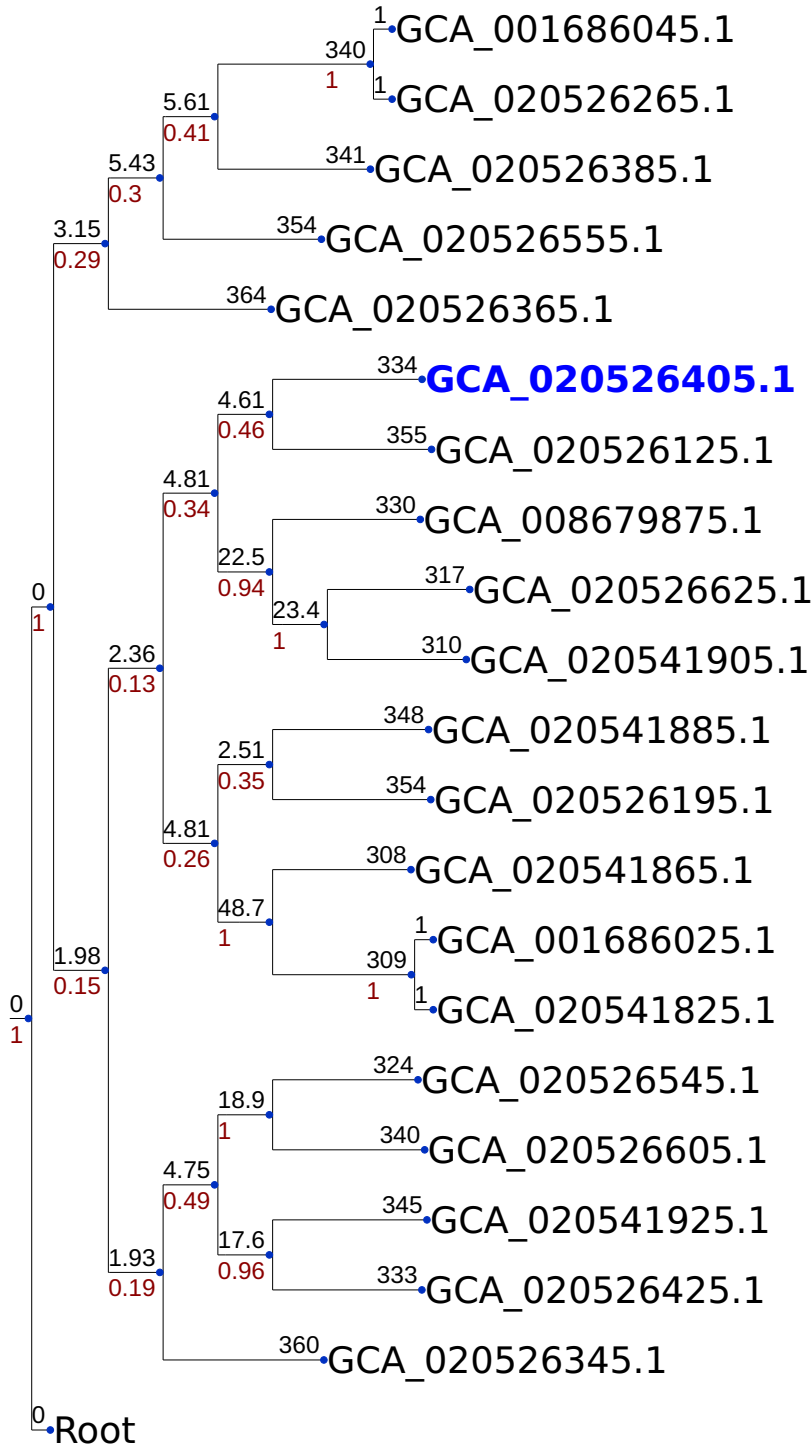 1
GCA_001686045.1
340
1
1
GCA_020526265.1
5.61
0.41
341
GCA_020526385.1
5.43
0.3
354
GCA_020526555.1
3.15
0.29
364
GCA_020526365.1
334
GCA_020526405.1
4.61
0.46
355
GCA_020526125.1
4.81
0.34
330
GCA_008679875.1
22.5
0.94
317
GCA_020526625.1
23.4
1
0
1
310
GCA_020541905.1
2.36
0.13
348
GCA_020541885.1
2.51
0.35
354
GCA_020526195.1
4.81
0.26
308
GCA_020541865.1
48.7
1
1
GCA_001686025.1
309
1
1.98
0.15
1
GCA_020541825.1
0
1
324
GCA_020526545.1
18.9
1
340
GCA_020526605.1
4.75
0.49
345
GCA_020541925.1
17.6
0.96
1.93
0.19
333
GCA_020526425.1
360
GCA_020526345.1
0
Root